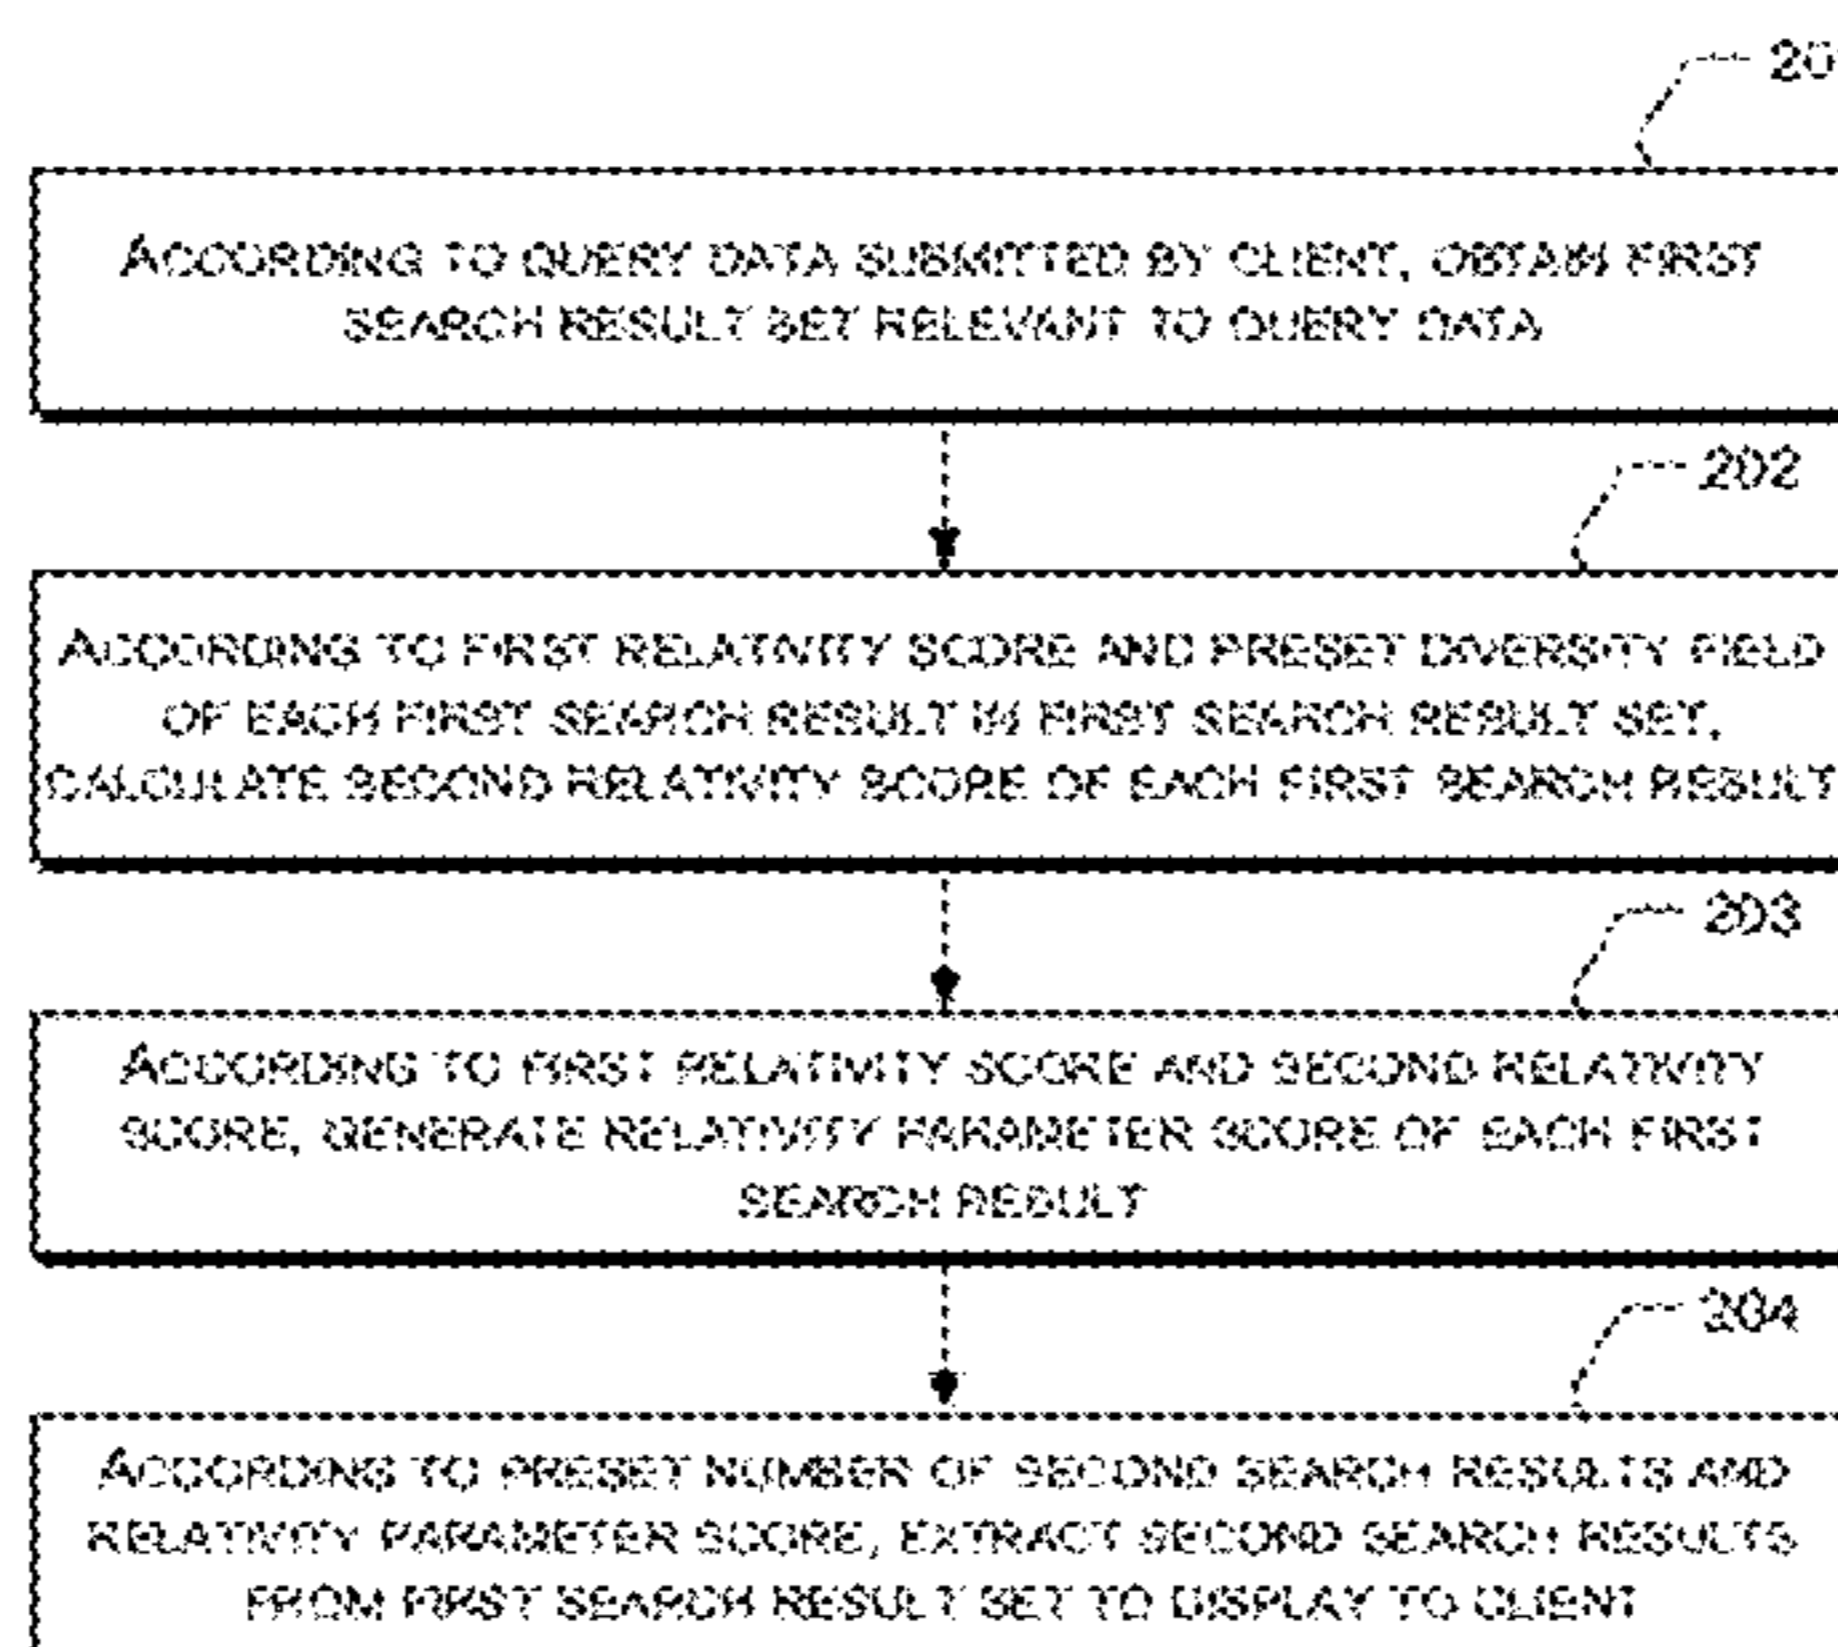 20
ACCORDING TO QUERY DATA SUBMITTED BY CLIENT, OBTAIN FIRST
SEARCH RESULT SET RELEVANT TO QUERY DATA
202
ACCORDING TO FIRST RELATIVITY SCORE AND PRESET DIVERSITY FIELD
OF EACH FIRST SEARCH RESULT IN FIRST SEARCH RESULT SET,
CALCULATE SECOND RELATIVITY SCORE OF EACH FIRST SEARCH RESULT
203
ACCORDING TO FIRST RELATIVITY SCORE AND SECOND RELATIVITY
SCORE, GENERATE RELATIVITY PARAMETER SCORE OF EACH FIRST
SEARCH RESULT
204
ACCORDING TO PRESET NUMBER OF SECOND SEARCH RESULTS AND
RELATIVITY PARAMETER SCORE, EXTRACT SECOND SEARCH RESULTS
FROM FIRST SEARCH RESULT SET TO DISPLAY TO CLIENT